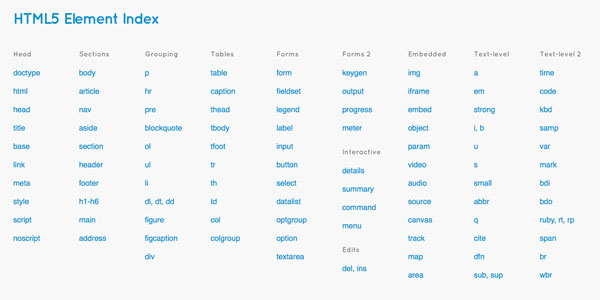 HTML5 Element Index
Head
doctype
html
head
title
base
link
meta
style
script
noscript
Sections
body
article
nav
aside
section
header
footer
h1-h6
main
address
Grouping
p
hr
pre
blockquote
ol
ul
li
dl, dt, dd
figure
figcaption
div
Tables
table
caption
thead
tbody
tfoot
tr
th
td
col
colgroup
Forms
form
fieldset
legend
label
input
button
select
datalist
optgroup
option
textarea
Forms 2
keygen
output
progress
meter
Interactive
details
summary
command
menu
Edits
del, ins
Embedded
img
iframe
embed
object
param
video
audio
source
canvas
track
map
area
Text-level
a
em
strong
i, b
u
s
small
abbr
q
cite
dfn
sub, sup
Text-level 2
time
code
kbd
samp
var
mark
bdi
bdo
ruby, rt, rp
span
br
wbr